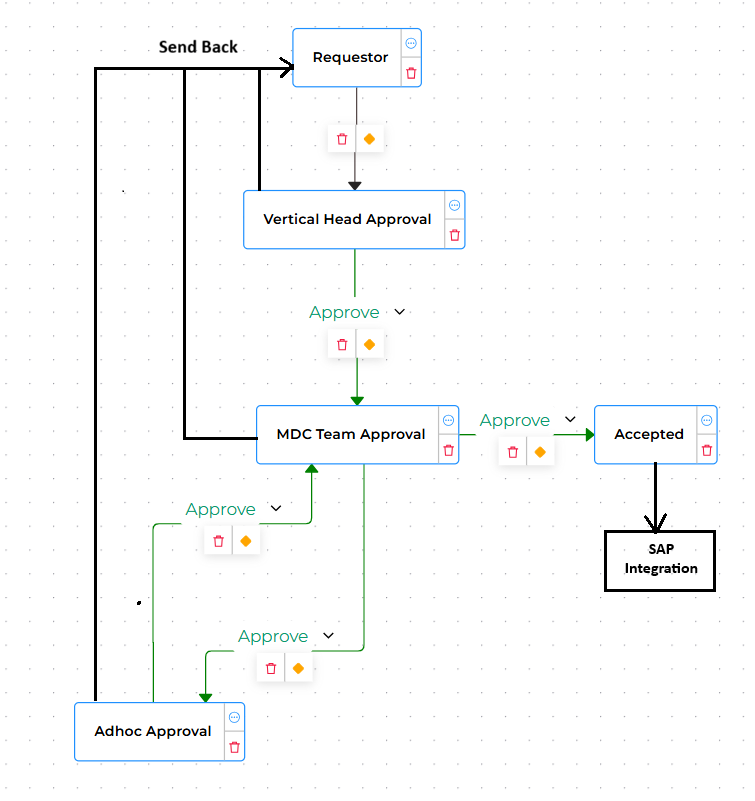 Send Back
Requestor
Vertical Head Approval
Approve
MDC Team Approval
Approve
Accepted
Approve
SAP
Integration
Approve
Adhoc Approval